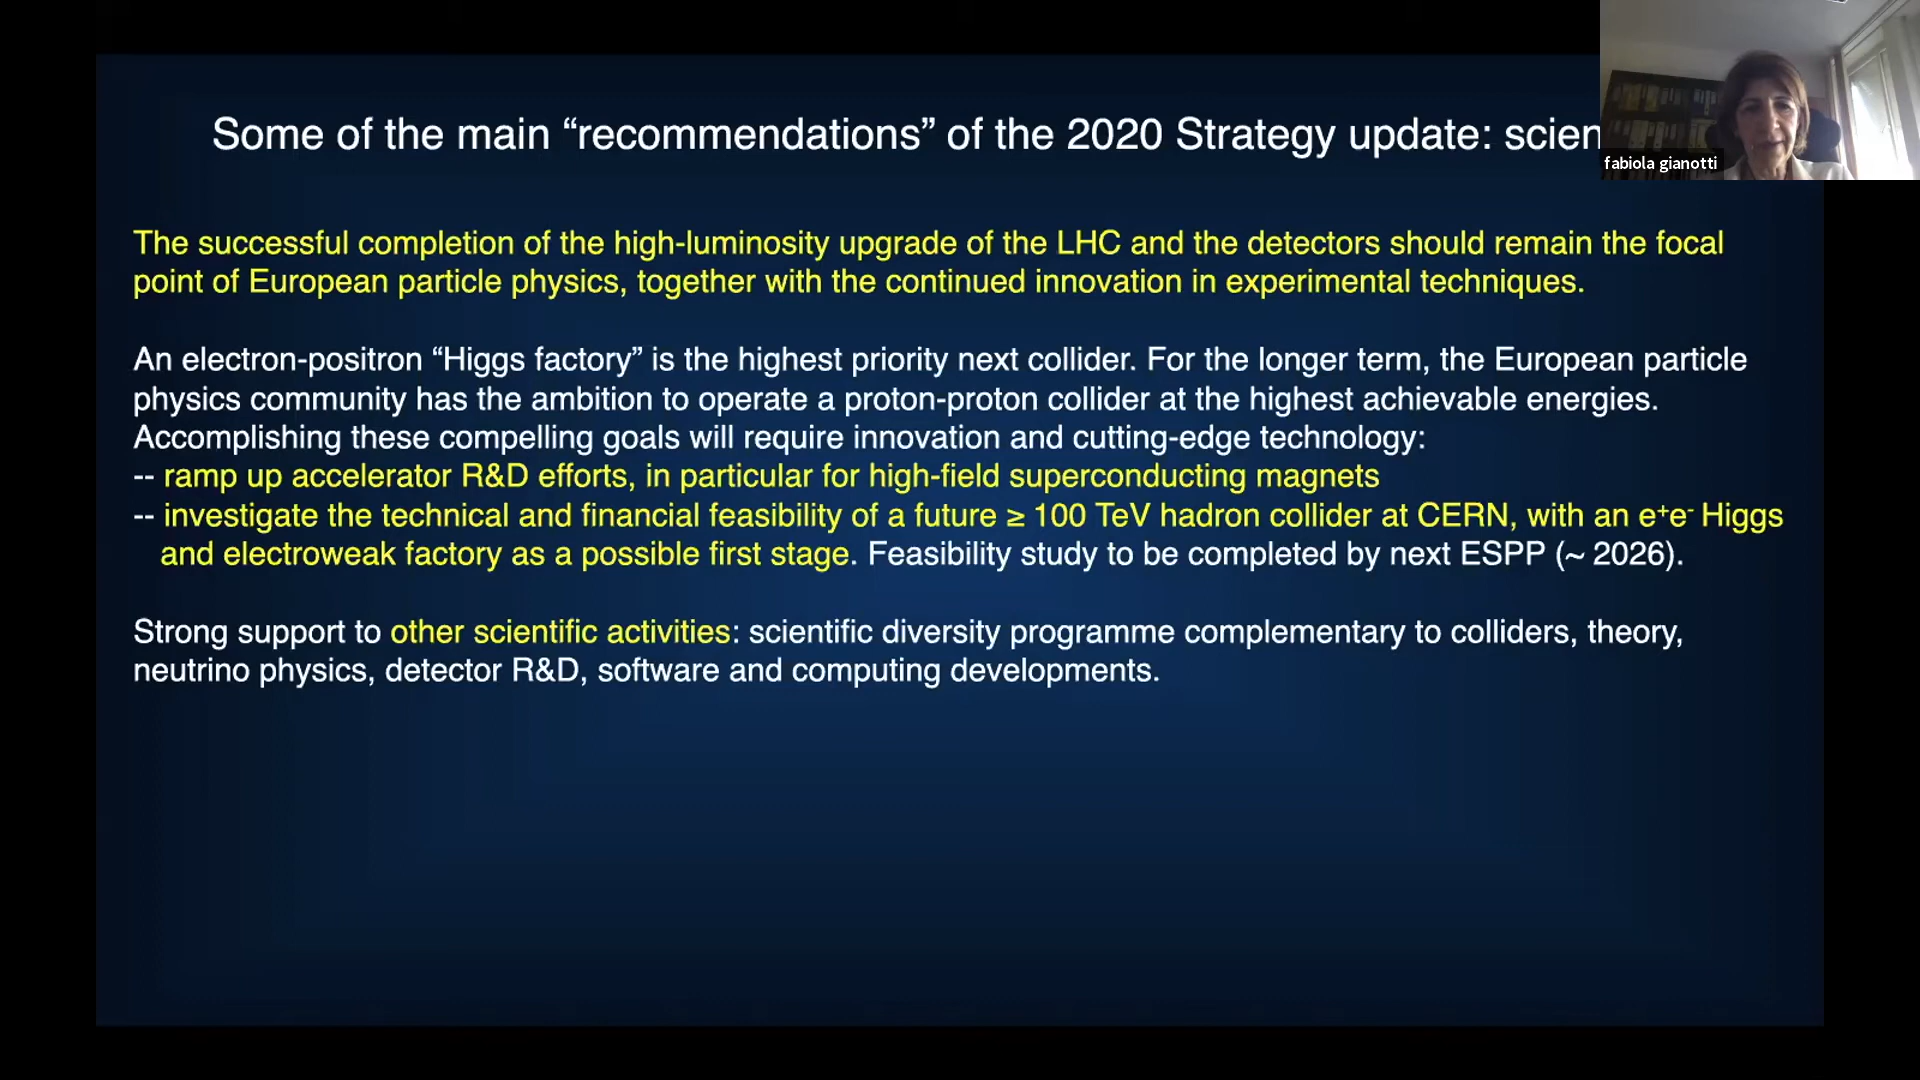 Some of the main “recommendations” of the 2020 Strategy update: scien
fabiola gianotti
The successful completion of the high-luminosity upgrade of the LHC and the detectors should remain the focal
point of European particle physics, together with the continued innovation in experimental techniques.
An electron-positron “Higgs factory” is the highest priority next collider. For the longer term, the European particle
physics community has the ambition to operate a proton-proton collider at the highest achievable energies.
Accomplishing these compelling goals will require innovation and cutting-edge technology:
-- ramp up accelerator R&D efforts, in particular for high-field superconducting magnets
-- investigate the technical and financial feasibility of a future ≥ 100 TeV hadron collider at CERN, with an e⁺e⁻ Higgs
and electroweak factory as a possible first stage. Feasibility study to be completed by next ESPP (~ 2026).
Strong support to other scientific activities: scientific diversity programme complementary to colliders, theory,
neutrino physics, detector R&D, software and computing developments.